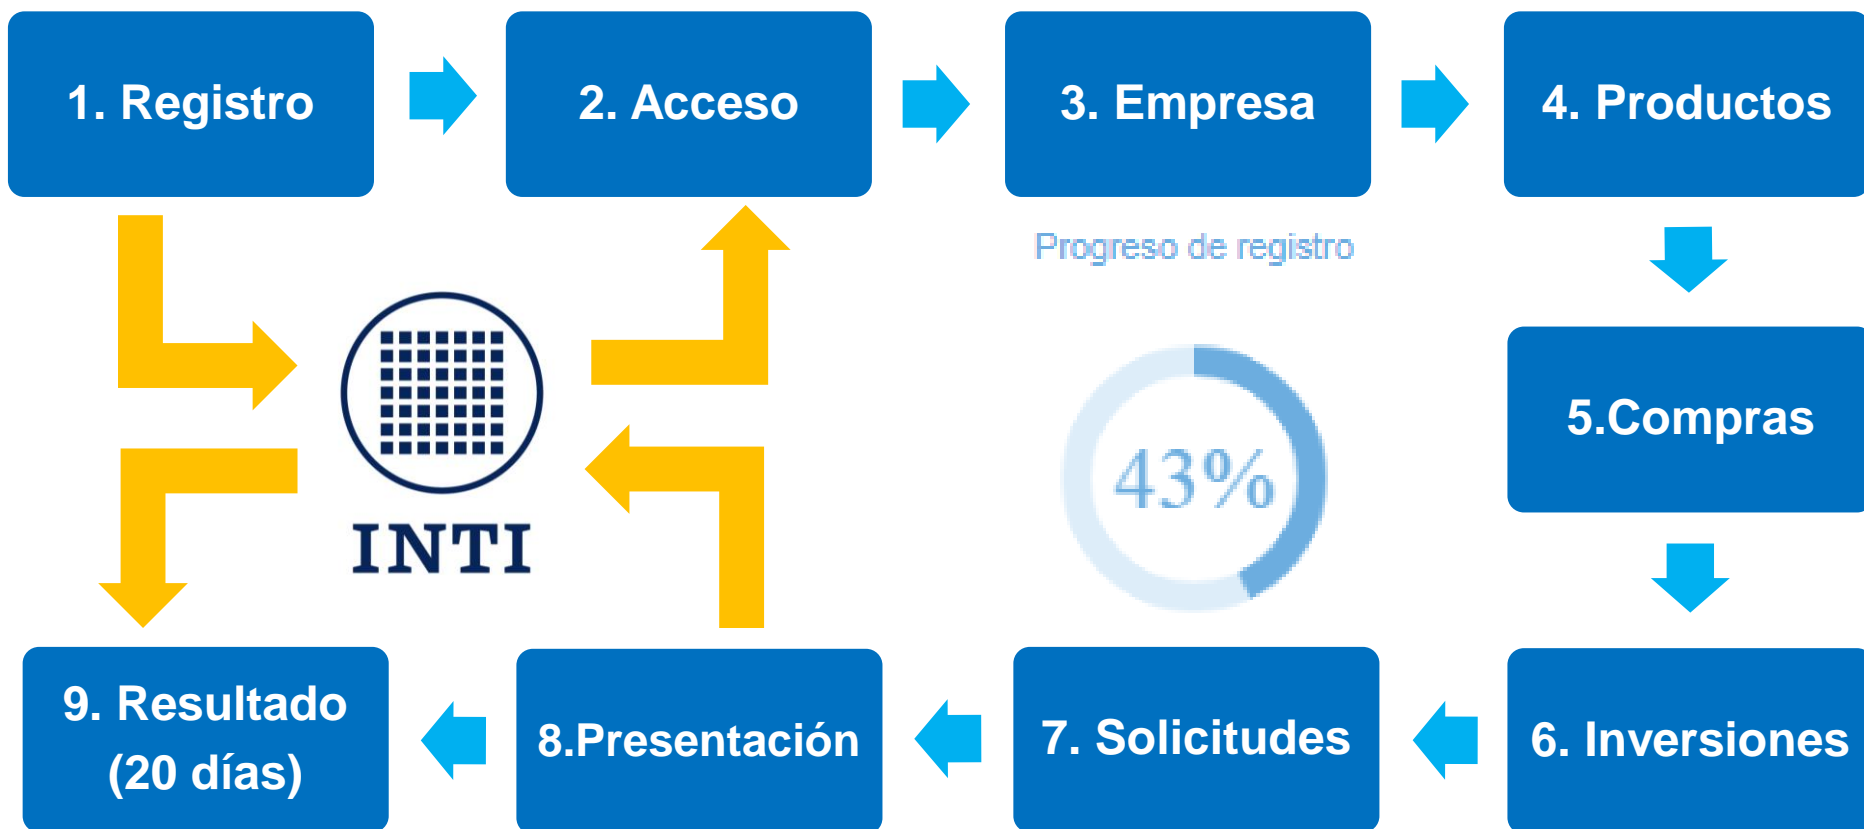 1. Registro
2. Acceso
3. Empresa
4. Productos
Progreso de registro
43%
INTI
5.Compras
6. Inversiones
7. Solicitudes
8.Presentación
9. Resultado
(20 días)